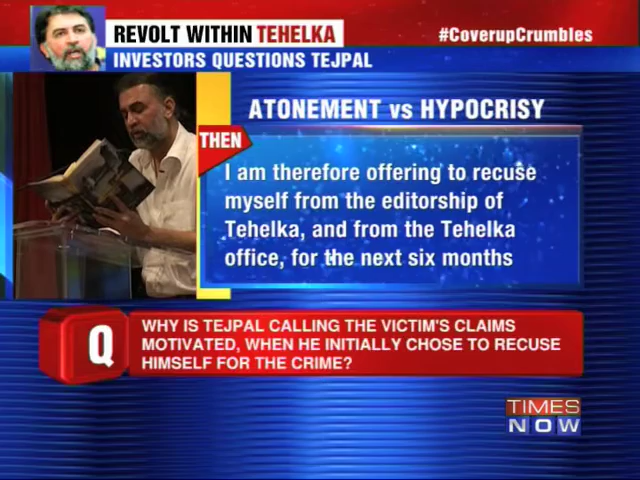 REVOLT WITHIN TEHELKA
#CoverupCrumbles
INVESTORS QUESTIONS TEJPAL
ATONEMENT vs HYPOCRISY
THEN
I am therefore offering to recuse
myself from the editorship of
Tehelka, and from the Tehelka
office, for the next six months
Q
WHY IS TEJPAL CALLING THE VICTIM'S CLAIMS
MOTIVATED, WHEN HE INITIALLY CHOSE TO RECUSE
HIMSELF FOR THE CRIME?
TIMES
NOW